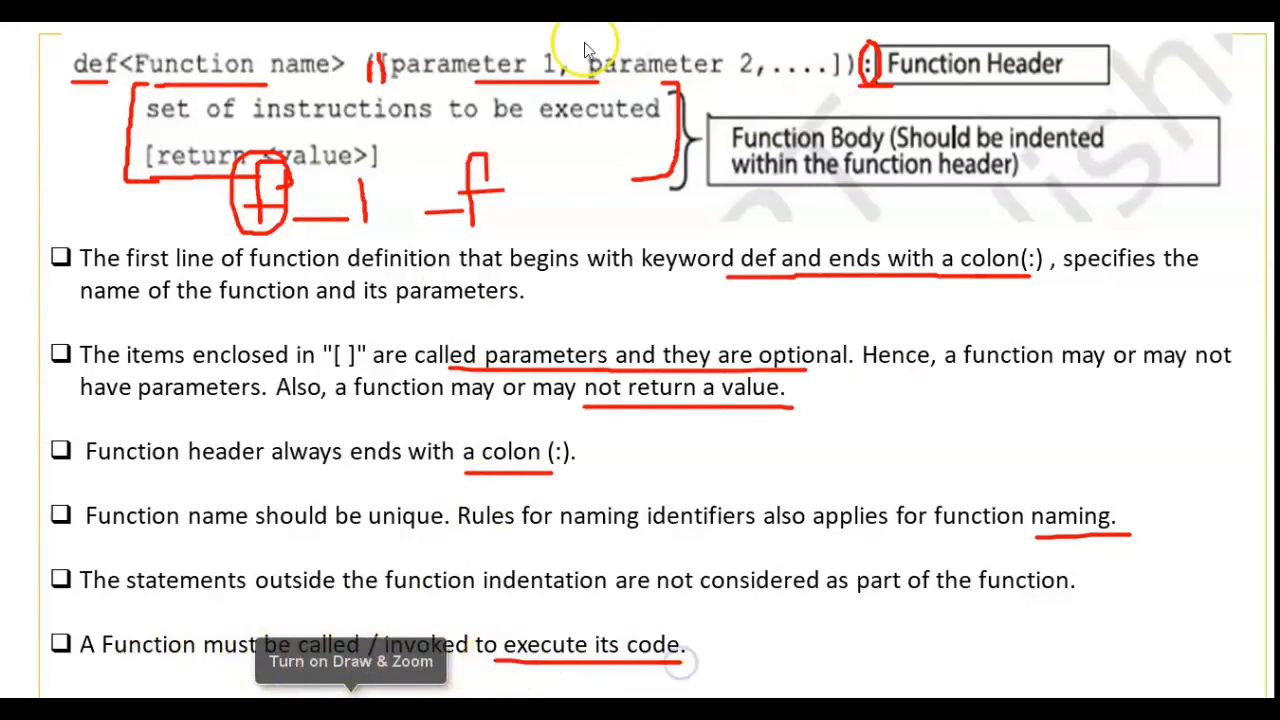 def<Function name> ([parameter 1, parameter 2,....]): Function Header
set of instructions to be executed
[return <value>]
Function Body (Should be indented
within the function header)
f_1 _f
❑ The first line of function definition that begins with keyword def and ends with a colon(:) , specifies the
name of the function and its parameters.
❑ The items enclosed in "[ ]" are called parameters and they are optional. Hence, a function may or may not
have parameters. Also, a function may or may not return a value.
❑ Function header always ends with a colon (:).
❑ Function name should be unique. Rules for naming identifiers also applies for function naming.
❑ The statements outside the function indentation are not considered as part of the function.
❑ A Function must be called / invoked to execute its code.
Turn on Draw & Zoom